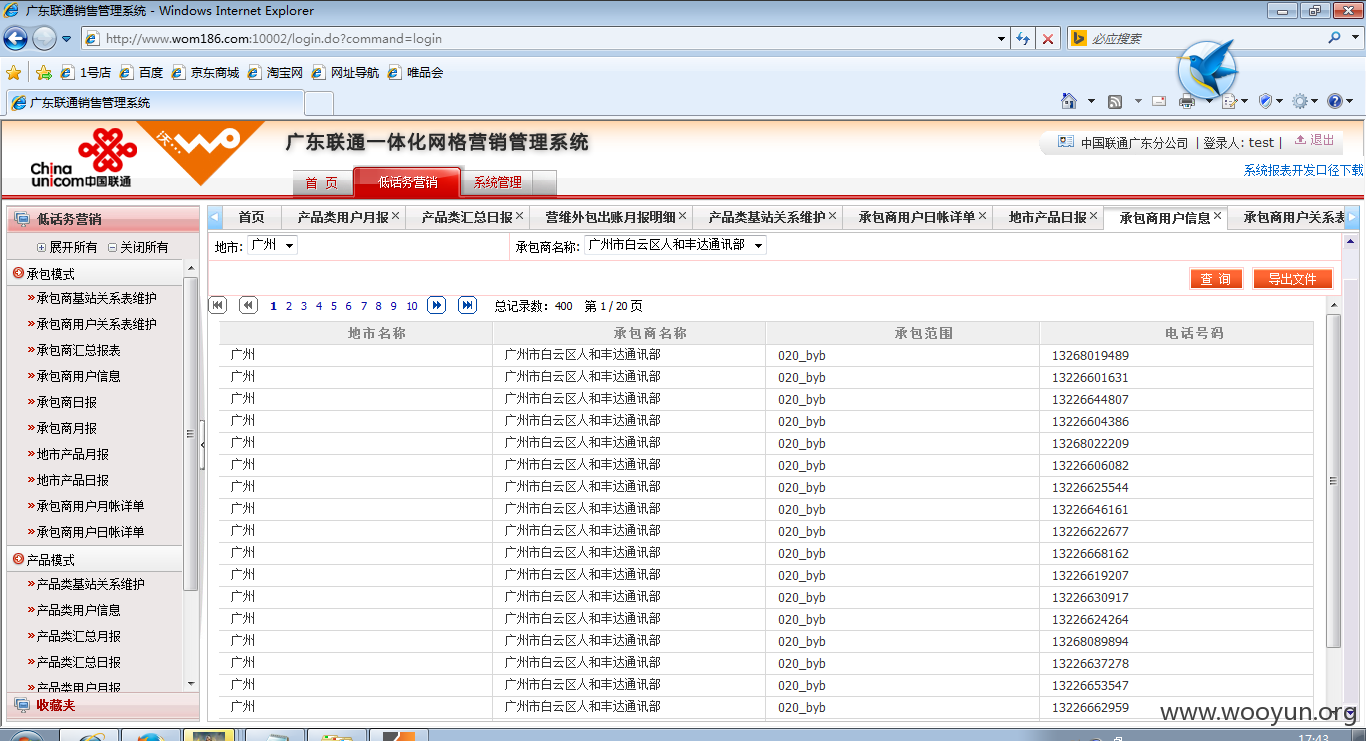 广东联通销售管理系统 - Windows Internet Explorer
http://www.wom186.com:10002/login.do?command=login
必应搜索
1号店 百度 京东商城 淘宝网 网址导航 唯品会
广东联通销售管理系统
China unicom中国联通
沃... WO
广东联通一体化网格营销管理系统
中国联通广东分公司 | 登录人: test | 退出
系统报表开发口径下载
首 页 低话务营销 系统管理
低话务营销
展开所有 关闭所有
承包模式
»承包商基站关系表维护
»承包商用户关系表维护
»承包商汇总报表
»承包商用户信息
»承包商日报
»承包商月报
»地市产品月报
»地市产品日报
»承包商用户月帐详单
»承包商用户日帐详单
产品模式
»产品类基站关系维护
»产品类用户信息
»产品类汇总月报
»产品类汇总日报
»产品类用户月报
收藏夹
首页 产品类用户月报× 产品类汇总日报× 营维外包出账月报明细× 产品类基站关系维护× 承包商用户日帐详单× 地市产品日报× 承包商用户信息× 承包商用户关系表
地市: 广州 承包商名称: 广州市白云区人和丰达通讯部
查 询 导出文件
1 2 3 4 5 6 7 8 9 10 总记录数: 400 第 1 / 20 页
地市名称 承包商名称 承包范围 电话号码
广州 广州市白云区人和丰达通讯部 020_byb 13268019489
广州 广州市白云区人和丰达通讯部 020_byb 13226601631
广州 广州市白云区人和丰达通讯部 020_byb 13226644807
广州 广州市白云区人和丰达通讯部 020_byb 13226604386
广州 广州市白云区人和丰达通讯部 020_byb 13268022209
广州 广州市白云区人和丰达通讯部 020_byb 13226606082
广州 广州市白云区人和丰达通讯部 020_byb 13226625544
广州 广州市白云区人和丰达通讯部 020_byb 13226646161
广州 广州市白云区人和丰达通讯部 020_byb 13226622677
广州 广州市白云区人和丰达通讯部 020_byb 13226668162
广州 广州市白云区人和丰达通讯部 020_byb 13226619207
广州 广州市白云区人和丰达通讯部 020_byb 13226630917
广州 广州市白云区人和丰达通讯部 020_byb 13226624264
广州 广州市白云区人和丰达通讯部 020_byb 13268089894
广州 广州市白云区人和丰达通讯部 020_byb 13226637278
广州 广州市白云区人和丰达通讯部 020_byb 13226653547
广州 广州市白云区人和丰达通讯部 020_byb 13226662959
www.wooyun.org
17:43